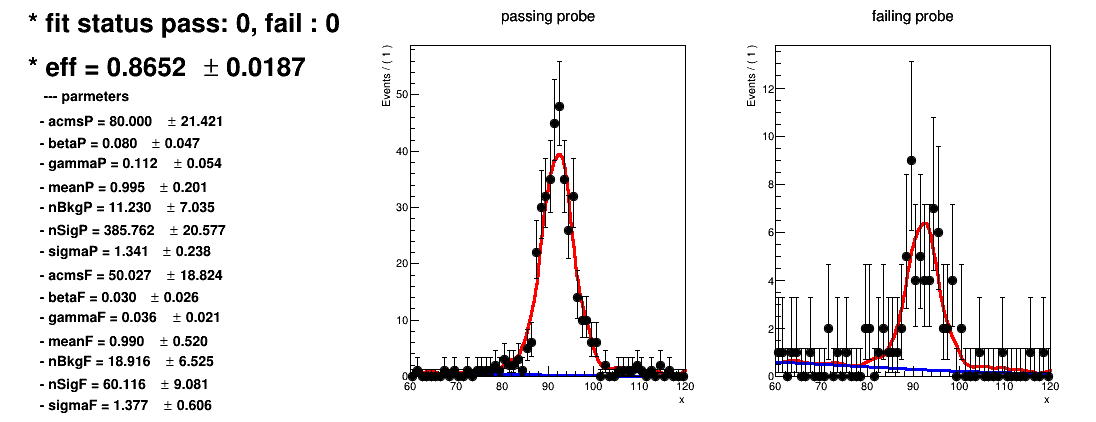 * fit status pass: 0, fail : 0
* eff = 0.8652 ± 0.0187
--- parmeters
- acmsP = 80.000 ± 21.421
- betaP = 0.080 ± 0.047
- gammaP = 0.112 ± 0.054
- meanP = 0.995 ± 0.201
- nBkgP = 11.230 ± 7.035
- nSigP = 385.762 ± 20.577
- sigmaP = 1.341 ± 0.238
- acmsF = 50.027 ± 18.824
- betaF = 0.030 ± 0.026
- gammaF = 0.036 ± 0.021
- meanF = 0.990 ± 0.520
- nBkgF = 18.916 ± 6.525
- nSigF = 60.116 ± 9.081
- sigmaF = 1.377 ± 0.606
passing probe
Events / ( 1 )
50
40
30
20
10
0
60 70 80 90 100 110 120
x
failing probe
Events / ( 1 )
12
10
8
6
4
2
0
60 70 80 90 100 110 120
x